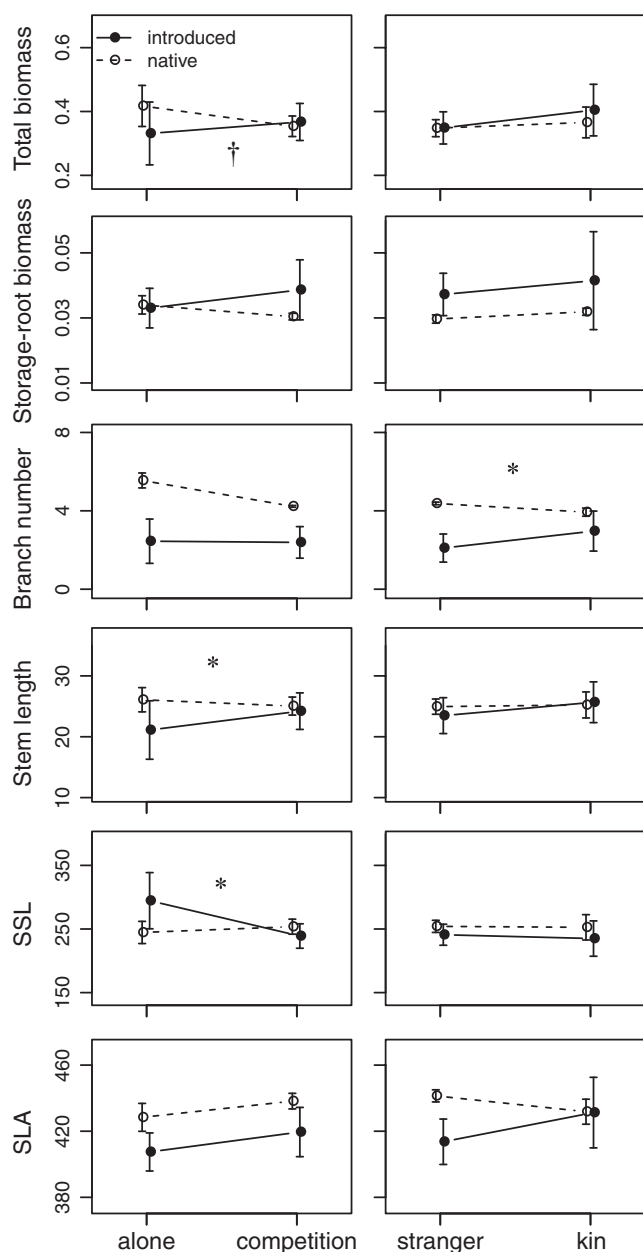 introduced
native
Total biomass
0.6
0.4
0.2
†
Storage-root biomass
0.05
0.03
0.01
Branch number
8
4
0
*
Stem length
30
20
10
*
SSL
350
250
150
*
SLA
460
420
380
alone competition stranger kin